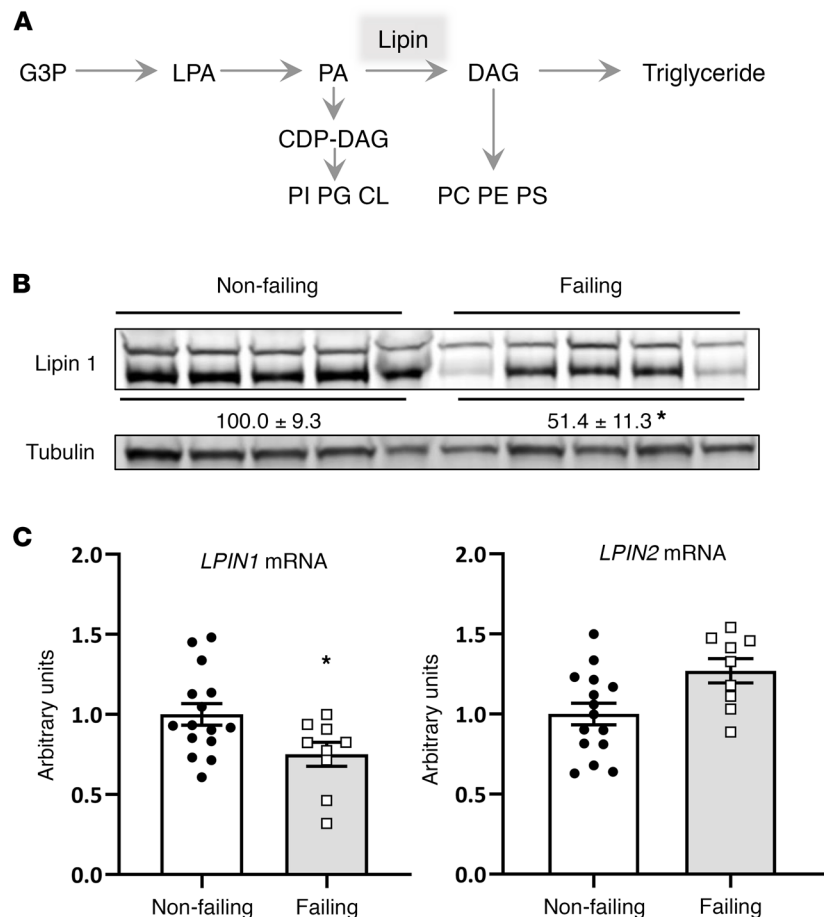 A
Lipin
G3P LPA PA DAG Triglyceride
CDP-DAG
PI PG CL PC PE PS
B
Non-failing Failing
Lipin 1
100.0 ± 9.3 51.4 ± 11.3 *
Tubulin
C
LPIN1 mRNA
Arbitrary units
2.0
1.5
1.0
0.5
0.0
*
Non-failing Failing
LPIN2 mRNA
Arbitrary units
2.0
1.5
1.0
0.5
0.0
Non-failing Failing